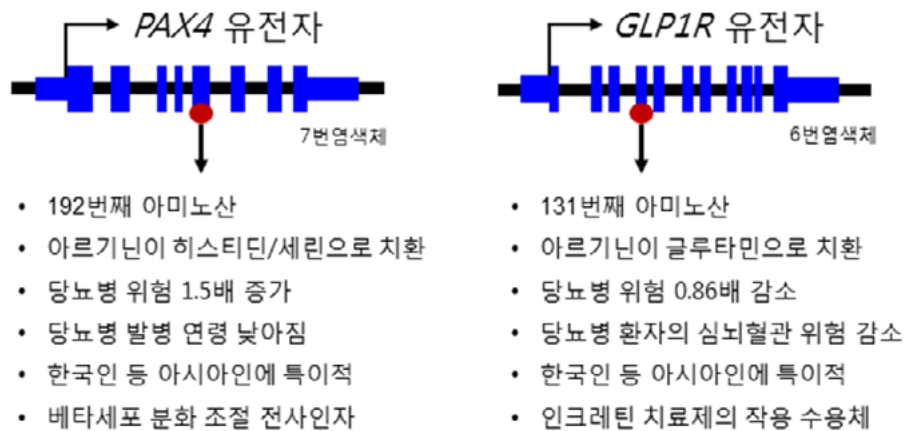 PAX4 유전자
7번염색체
• 192번째 아미노산
• 아르기닌이 히스티딘/세린으로 치환
• 당뇨병 위험 1.5배 증가
• 당뇨병 발병 연령 낮아짐
• 한국인 등 아시아인에 특이적
• 베타세포 분화 조절 전사인자
GLP1R 유전자
6번염색체
• 131번째 아미노산
• 아르기닌이 글루타민으로 치환
• 당뇨병 위험 0.86배 감소
• 당뇨병 환자의 심뇌혈관 위험 감소
• 한국인 등 아시아인에 특이적
• 인크레틴 치료제의 작용 수용체